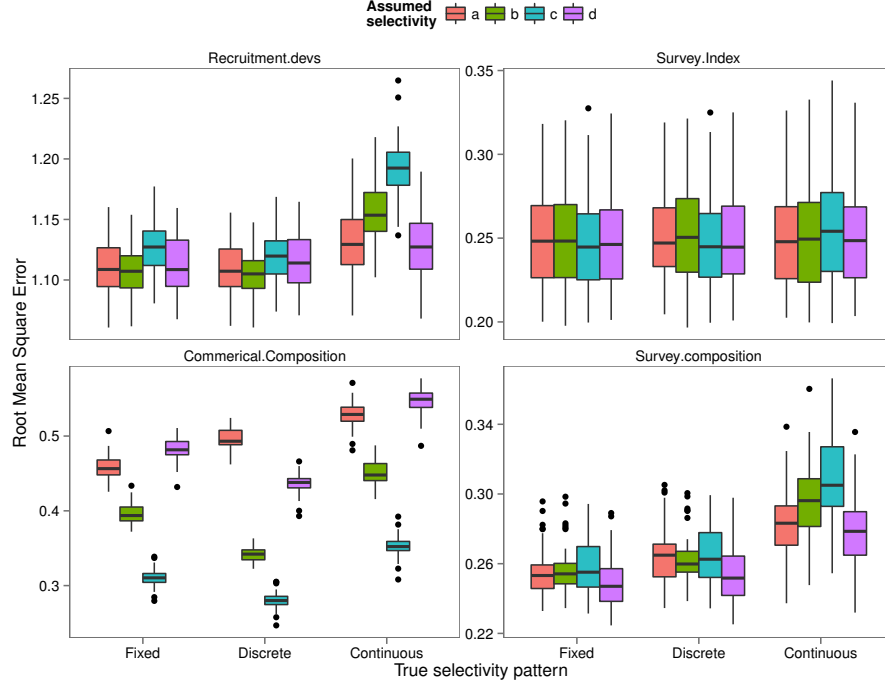 Assumed
selectivity a b c d
Recruitment.devs Survey.Index
1.25
1.20
1.15
1.10
0.35
0.30
0.25
0.20
Commerical.Composition Survey.composition
0.5
0.4
0.3
0.34
0.30
0.26
0.22
Fixed Discrete Continuous Fixed Discrete Continuous
True selectivity pattern
Root Mean Square Error